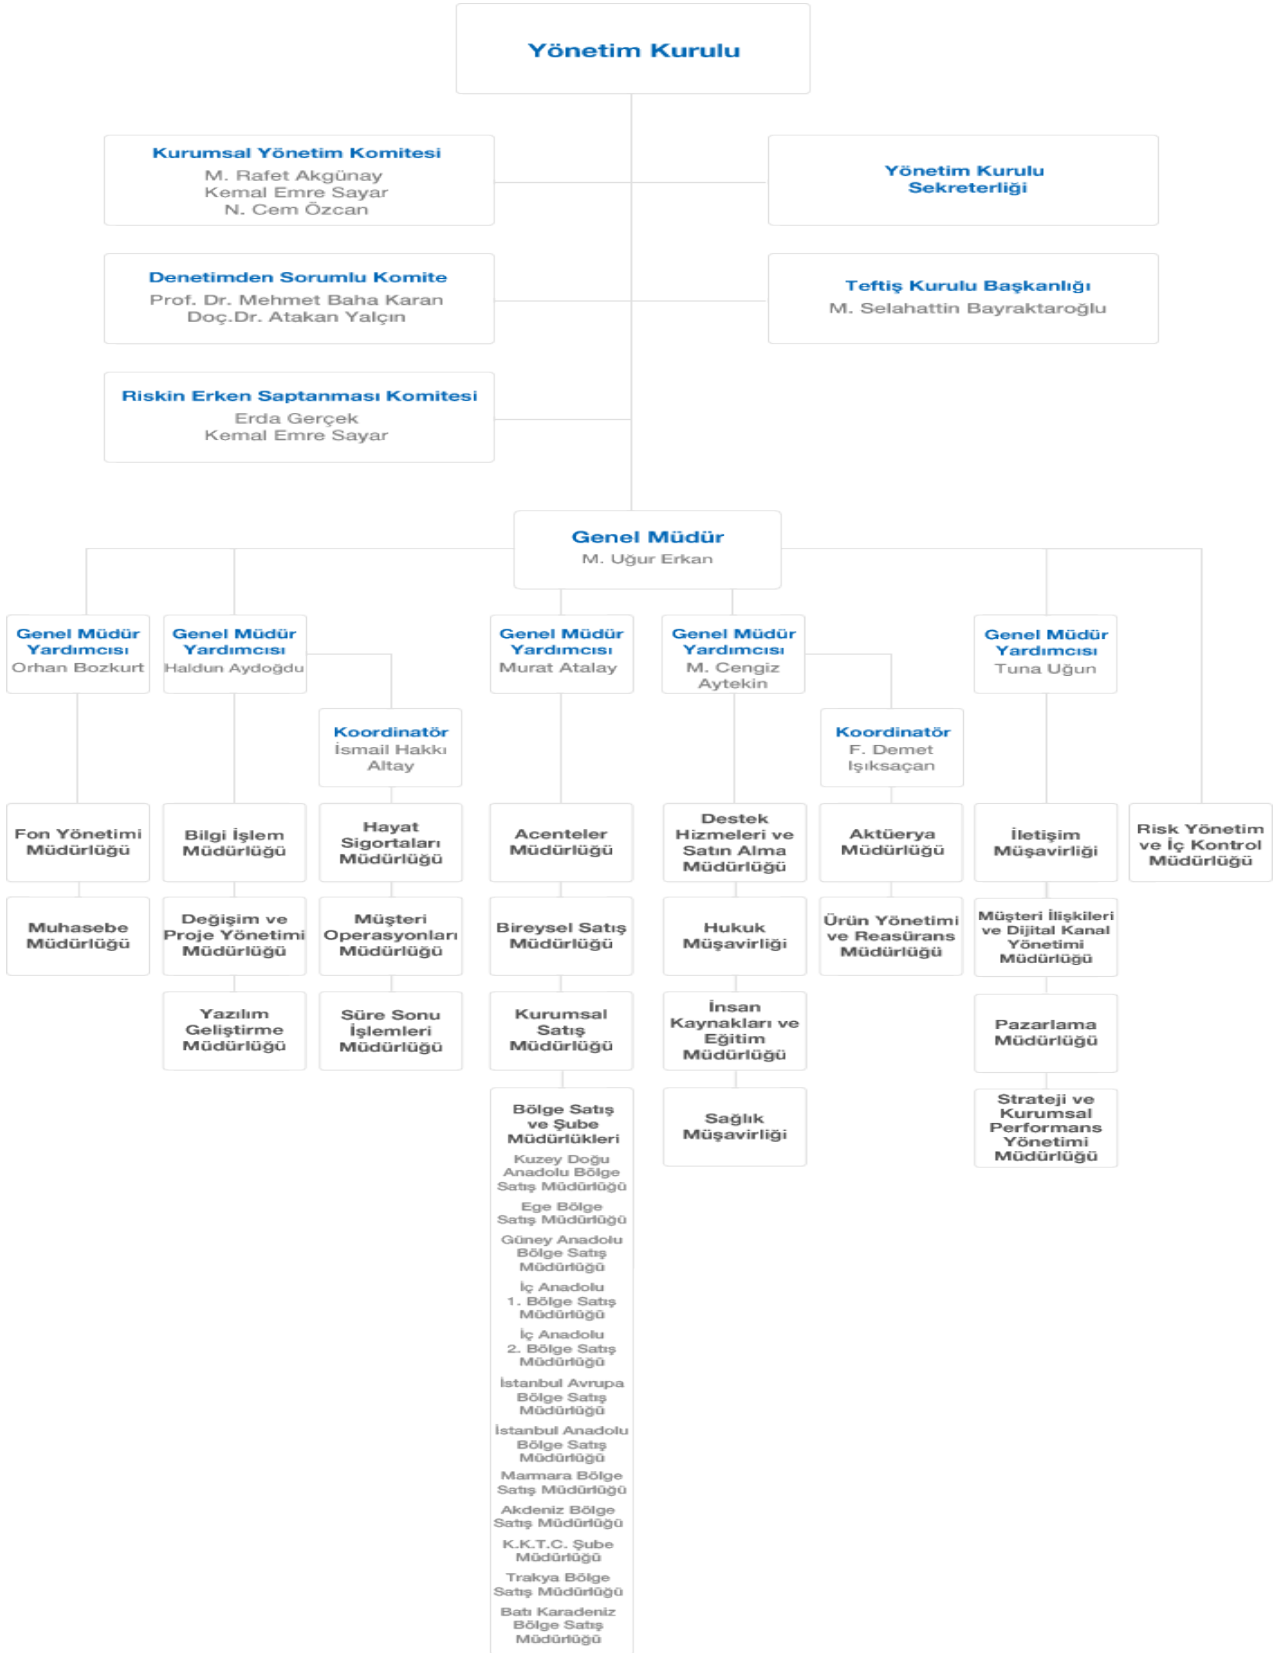 Yönetim Kurulu
Kurumsal Yönetim Komitesi
M. Rafet Akgünay
Kemal Emre Sayar
N. Cem Özcan
Yönetim Kurulu
Sekreterliği
Denetimden Sorumlu Komite
Prof. Dr. Mehmet Baha Karan
Doç.Dr. Atakan Yalçın
Teftiş Kurulu Başkanlığı
M. Selahattin Bayraktaroğlu
Riskin Erken Saptanması Komitesi
Erda Gerçek
Kemal Emre Sayar
Genel Müdür
M. Uğur Erkan
Genel Müdür
Yardımcısı
Orhan Bozkurt
Genel Müdür
Yardımcısı
Haldun Aydoğdu
Genel Müdür
Yardımcısı
Murat Atalay
Genel Müdür
Yardımcısı
M. Cengiz
Aytekin
Genel Müdür
Yardımcısı
Tuna Uğun
Koordinatör
İsmail Hakkı
Altay
Koordinatör
F. Demet
Işıksaçan
Fon Yönetimi
Müdürlüğü
Bilgi İşlem
Müdürlüğü
Hayat
Sigortaları
Müdürlüğü
Acenteler
Müdürlüğü
Destek
Hizmeleri ve
Satın Alma
Müdürlüğü
Aktüerya
Müdürlüğü
İletişim
Müşavirliği
Risk Yönetim
ve İç Kontrol
Müdürlüğü
Muhasebe
Müdürlüğü
Değişim ve
Proje Yönetimi
Müdürlüğü
Müşteri
Operasyonları
Müdürlüğü
Bireysel Satış
Müdürlüğü
Hukuk
Müşavirliği
Ürün Yönetimi
ve Reasürans
Müdürlüğü
Müşteri İlişkileri
ve Dijital Kanal
Yönetimi
Müdürlüğü
Yazılım
Geliştirme
Müdürlüğü
Süre Sonu
İşlemleri
Müdürlüğü
Kurumsal
Satış
Müdürlüğü
İnsan
Kaynakları ve
Eğitim
Müdürlüğü
Pazarlama
Müdürlüğü
Bölge Satış
ve Şube
Müdürlükleri
Kuzey Doğu
Anadolu Bölge
Satış Müdürlüğü
Ege Bölge
Satış Müdürlüğü
Güney Anadolu
Bölge Satış
Müdürlüğü
İç Anadolu
1. Bölge Satış
Müdürlüğü
İç Anadolu
2. Bölge Satış
Müdürlüğü
İstanbul Avrupa
Bölge Satış
Müdürlüğü
İstanbul Anadolu
Bölge Satış
Müdürlüğü
Marmara Bölge
Satış Müdürlüğü
Akdeniz Bölge
Satış Müdürlüğü
K.K.T.C. Şube
Müdürlüğü
Trakya Bölge
Satış Müdürlüğü
Batı Karadeniz
Bölge Satış
Müdürlüğü
Sağlık
Müşavirliği
Strateji ve
Kurumsal
Performans
Yönetimi
Müdürlüğü